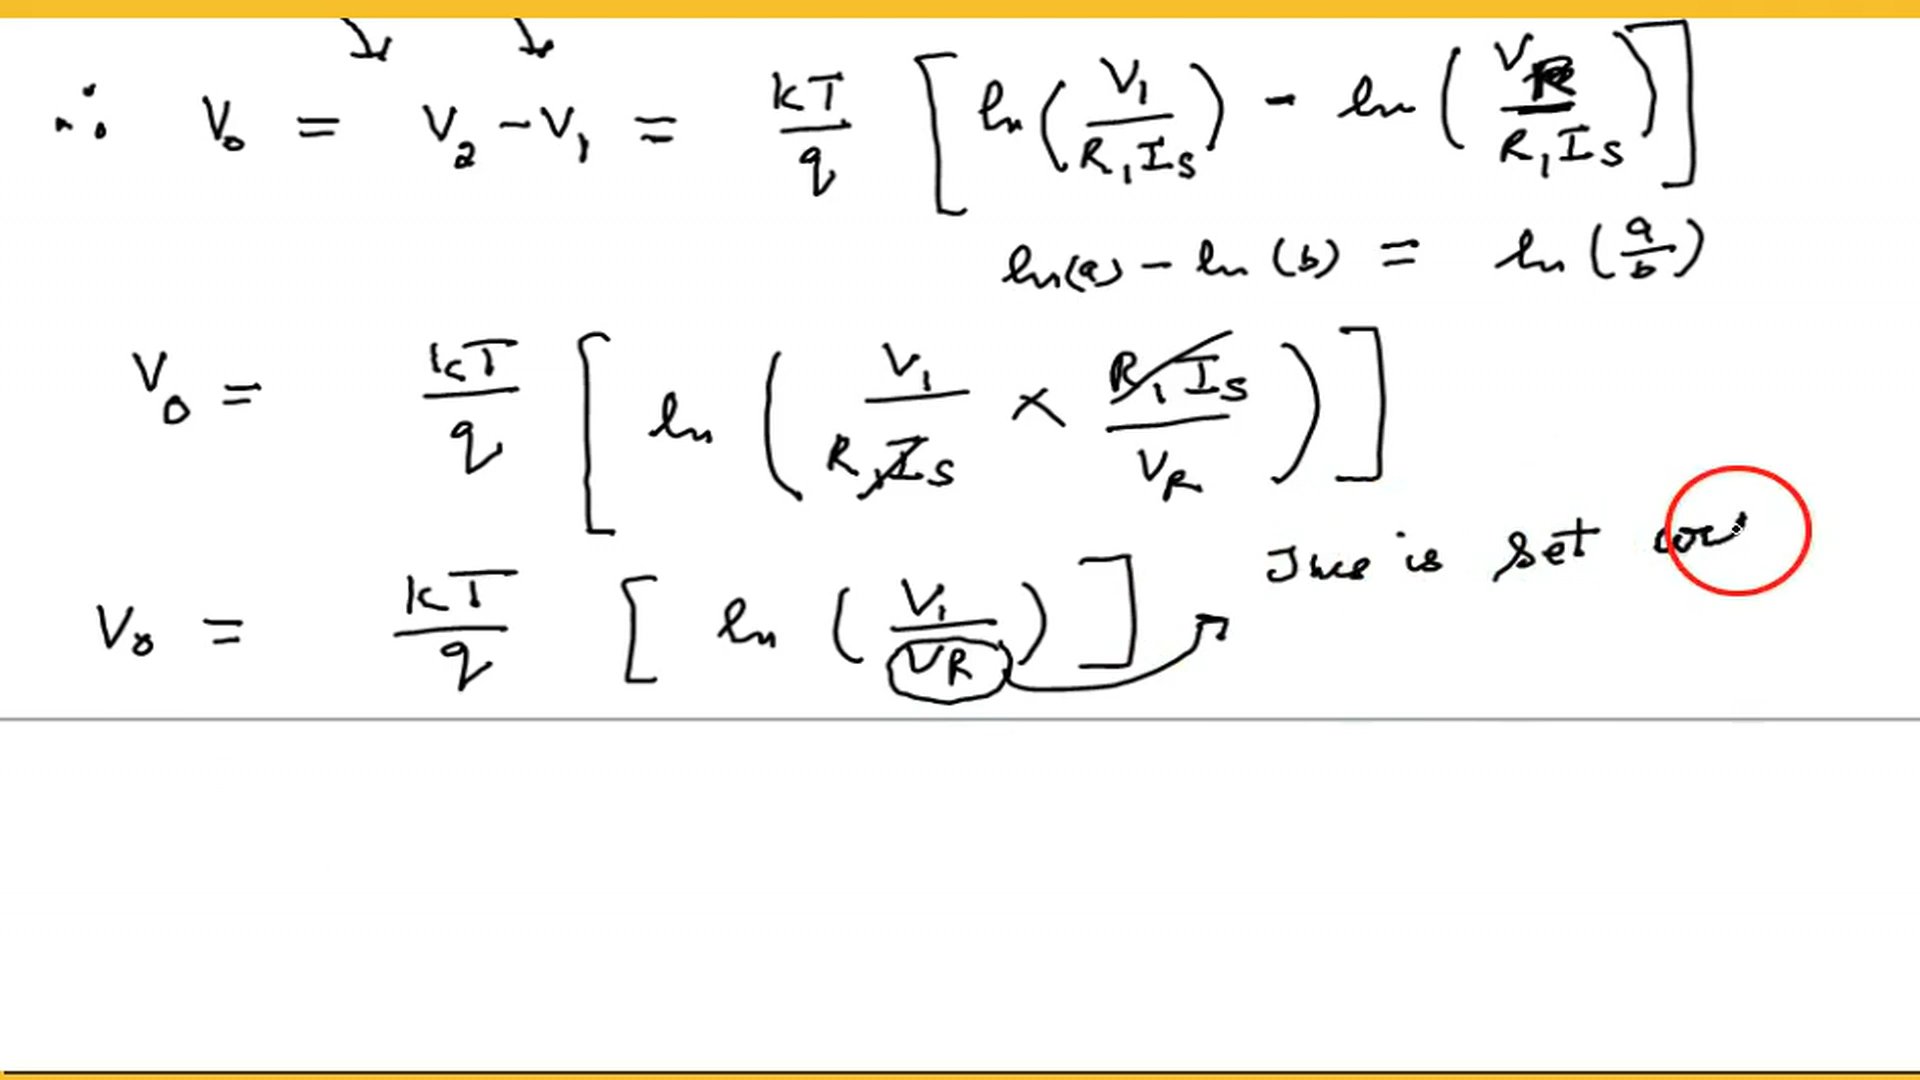 ∴ V₀ = V₂ - V₁ = kT/q [ ln(V₁/R₁Is) - ln(VR/R₁Is) ]
ln(a) - ln(b) = ln(a/b)
V₀ = kT/q [ ln ( V₁/R₁Is × R₁Is/VR ) ]
This is set
V₀ = kT/q [ ln ( V₁/VR ) ]